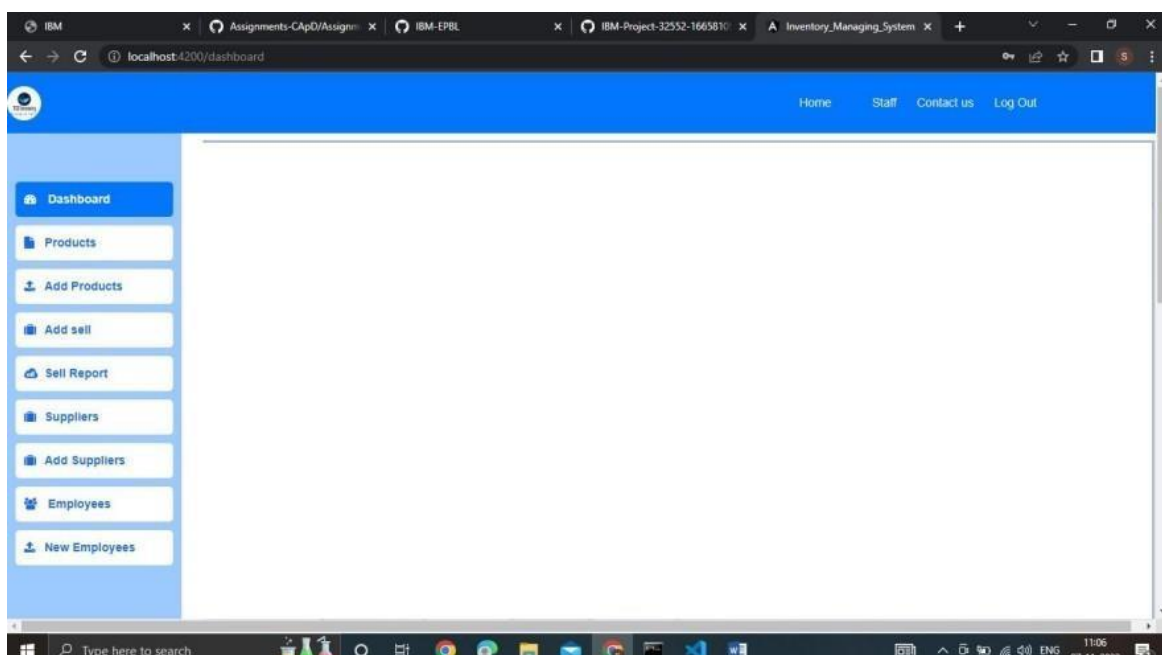 IBM
Assignments-CApD/Assignm
IBM-EPBL
IBM-Project-32552-1665810
Inventory_Managing_System
localhost:4200/dashboard
S
Home Staff Contact us Log Out
Dashboard
Products
Add Products
Add sell
Sell Report
Suppliers
Add Suppliers
Employees
New Employees
Type here to search
ENG
11:06